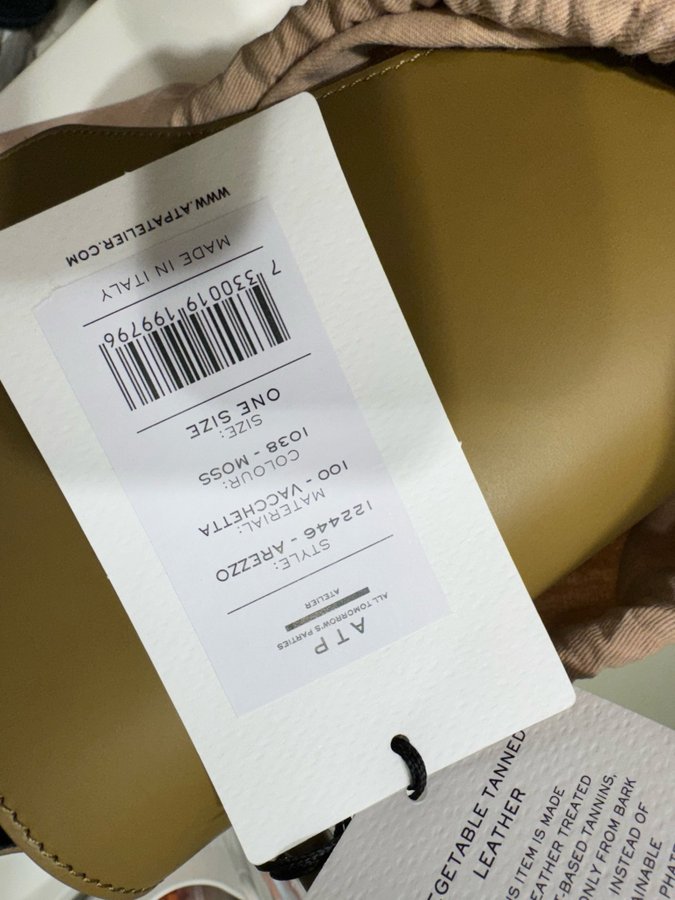 ATP
ALL TOMORROW'S PARTIES
ATELIER
STYLE:
122446 - AREZZO
MATERIAL:
100 - VACCHETTA
COLOUR:
1038 - MOSS
SIZE:
ONE SIZE
7 330019 199796
MADE IN ITALY
WWW.ATPATELIER.COM
EGETABLE TANNED
LEATHER
IS ITEM IS MADE
EATHER TREATED
T-BASED TANNINS,
ONLY FROM BARK
INSTEAD OF
AINABLE
PHATE